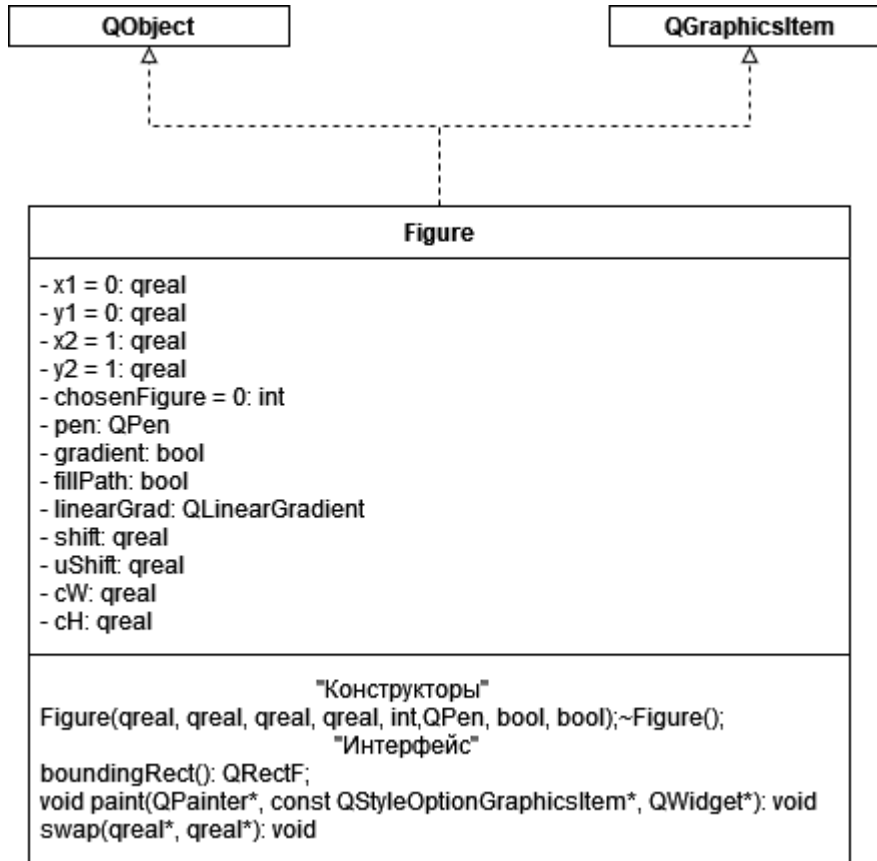 QObject
QGraphicsItem
Figure
- x1 = 0: qreal
- y1 = 0: qreal
- x2 = 1: qreal
- y2 = 1: qreal
- chosenFigure = 0: int
- pen: QPen
- gradient: bool
- fillPath: bool
- linearGrad: QLinearGradient
- shift: qreal
- uShift: qreal
- cW: qreal
- cH: qreal
"Конструкторы"
Figure(qreal, qreal, qreal, qreal, int,QPen, bool, bool);~Figure();
"Интерфейс"
boundingRect(): QRectF;
void paint(QPainter*, const QStyleOptionGraphicsItem*, QWidget*): void
swap(qreal*, qreal*): void